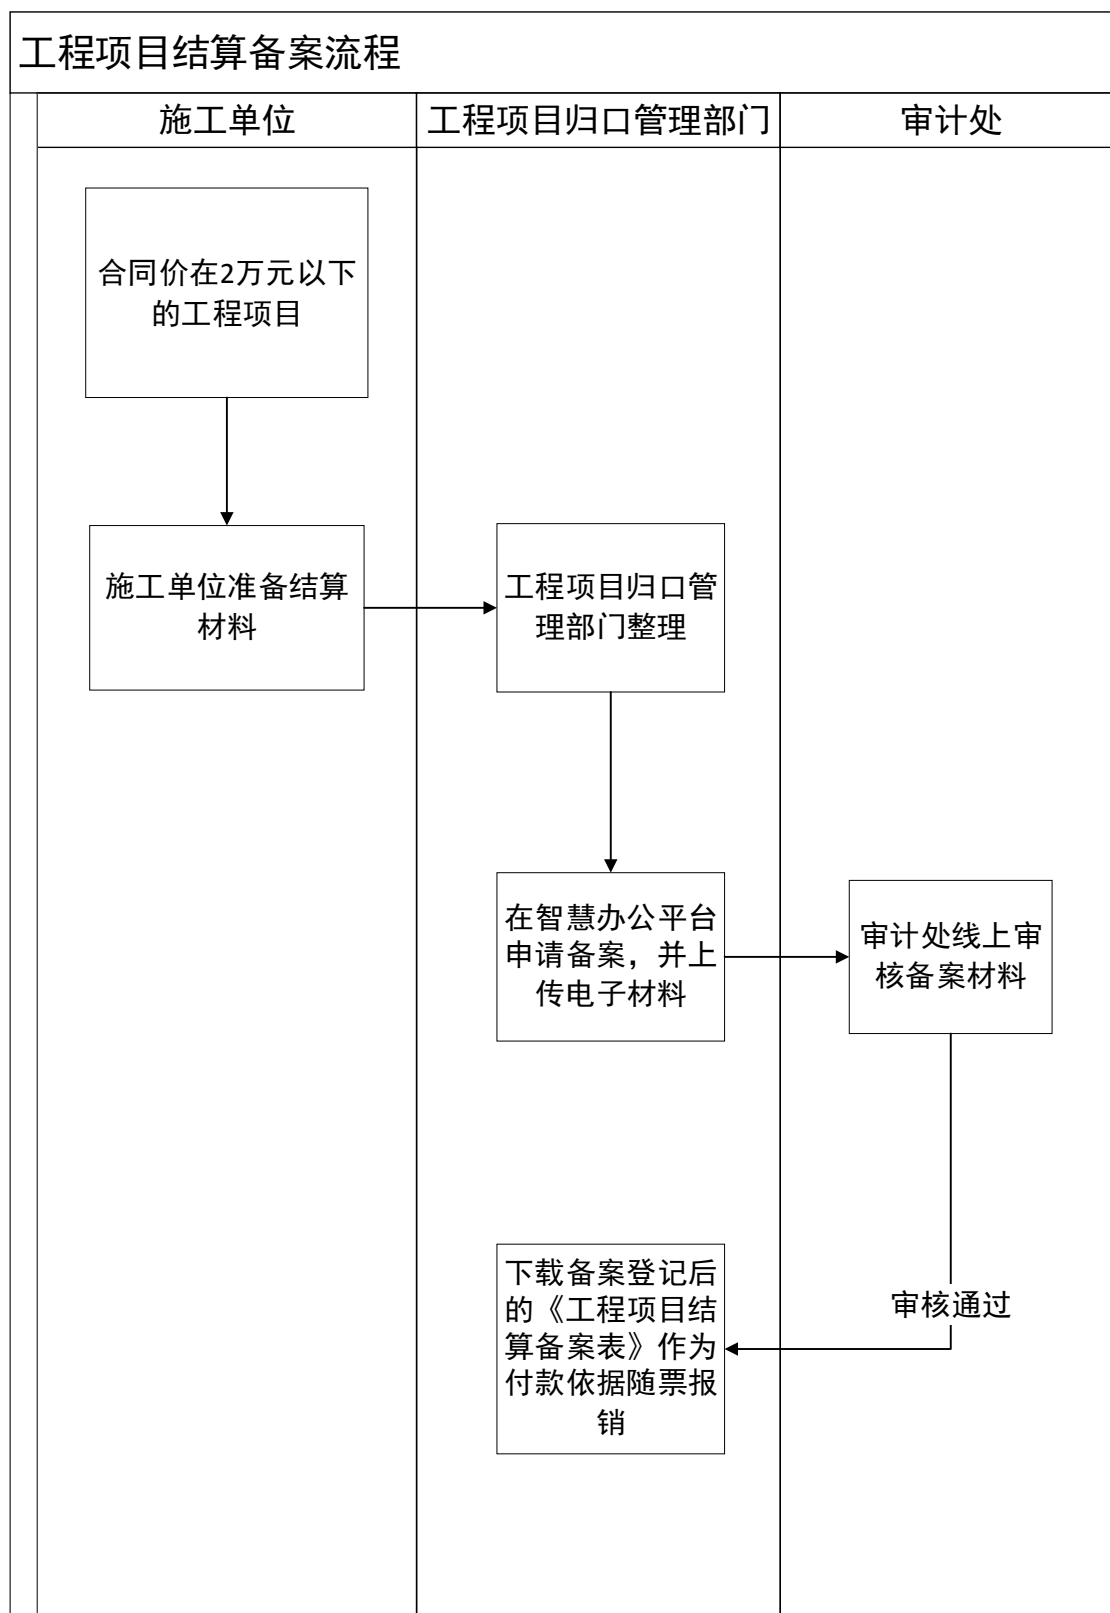 工程项目结算备案流程
施工单位
工程项目归口管理部门
审计处
合同价在2万元以下
的工程项目
施工单位准备结算
材料
工程项目归口管
理部门整理
在智慧办公平台
申请备案，并上
传电子材料
审计处线上审
核备案材料
审核通过
下载备案登记后
的《工程项目结
算备案表》作为
付款依据随票报
销